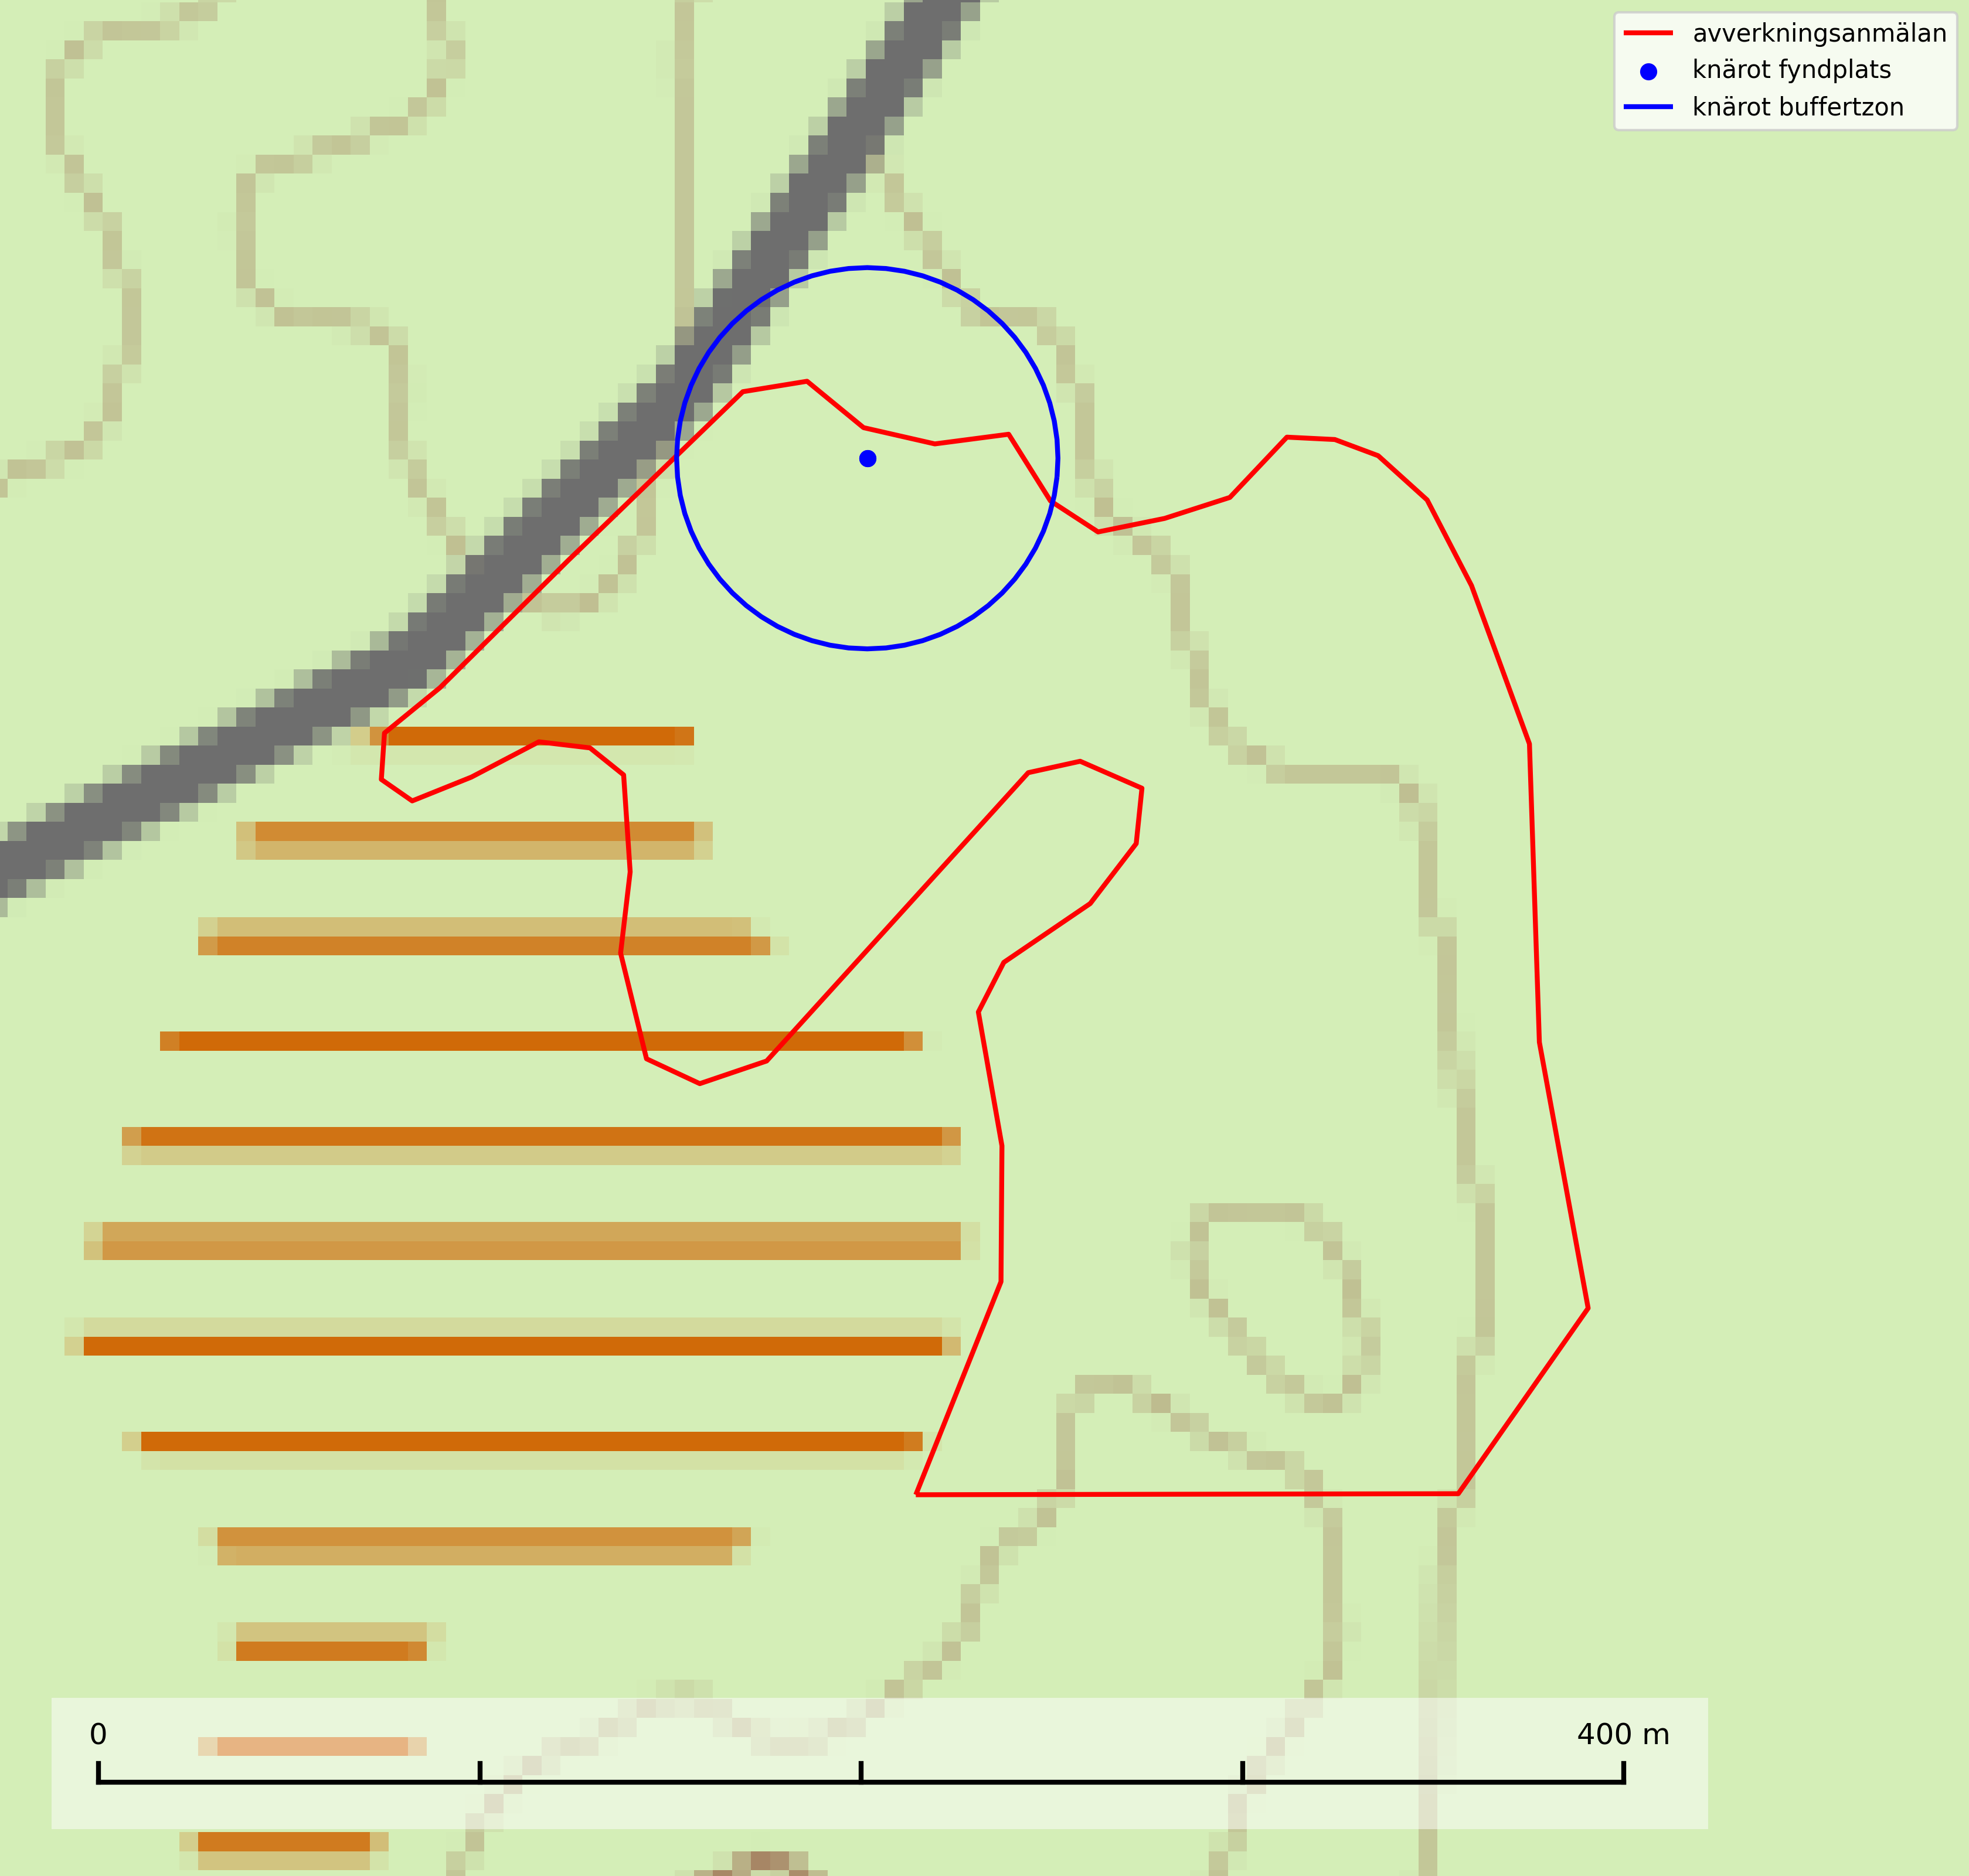 avverkningsanmälan
knärot fyndplats
knärot buffertzon
0
400 m